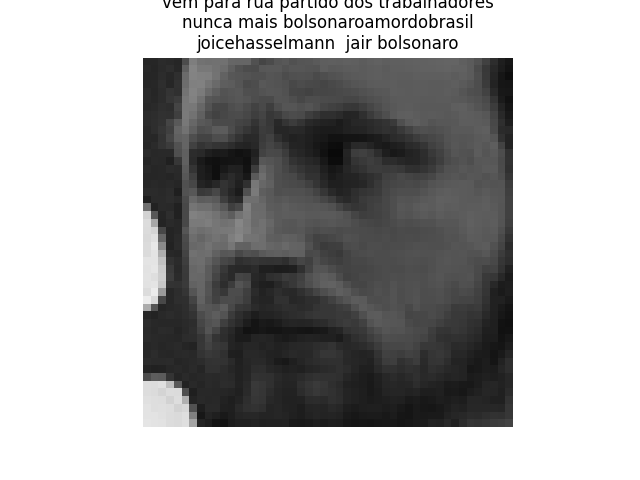 vem para rua partido dos trabalhadores
nunca mais bolsonaroamordobrasil
joicehasselmann  jair bolsonaro